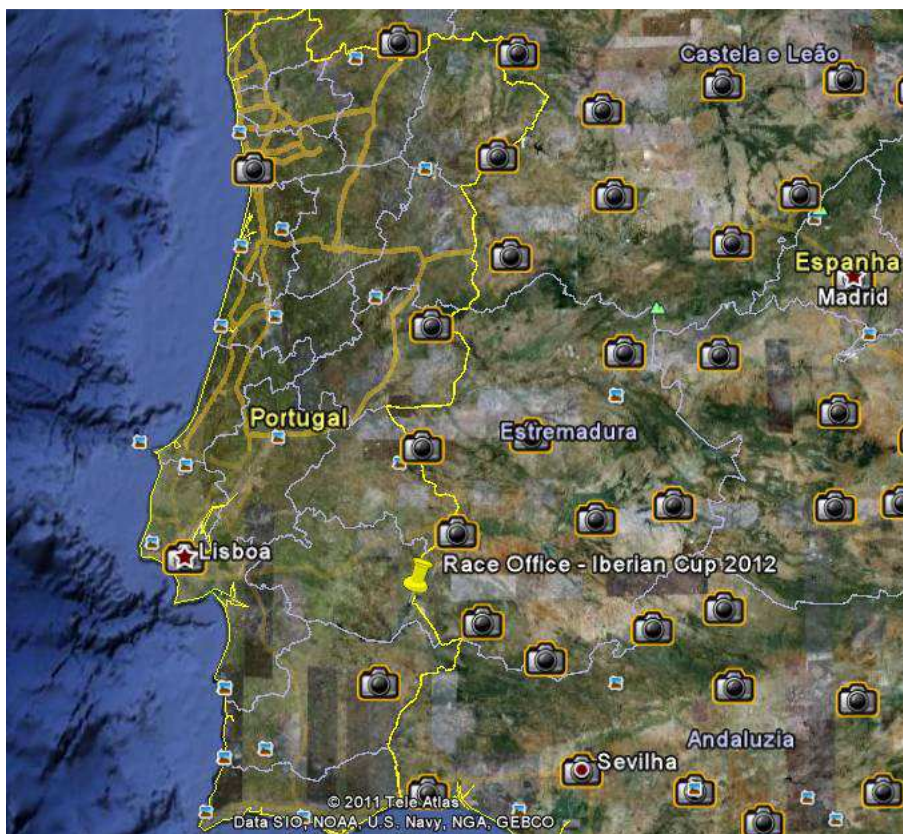 Castela e Leão
Espanha
Madrid
Portugal
Estremadura
Lisboa
Race Office - Iberian Cup 2012
Andaluzia
Sevilha
© 2011 Tele Atlas
Data SIO, NOAA, U.S. Navy, NGA, GEBCO